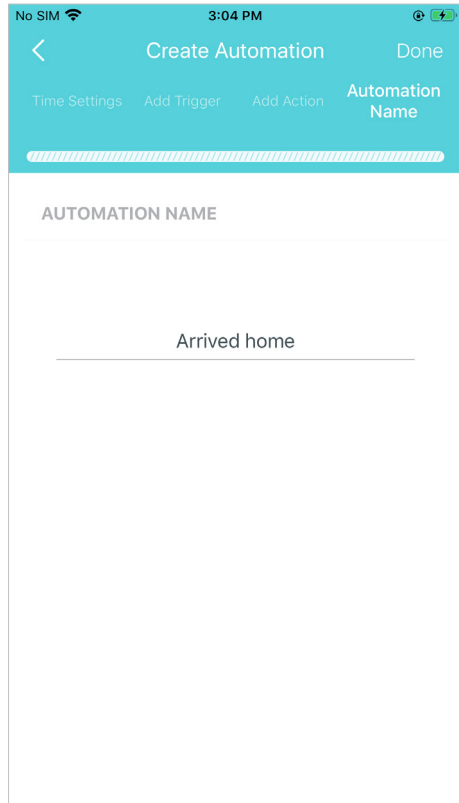 No SIM 3:04 PM
Create Automation Done
Time Settings Add Trigger Add Action Automation
Name
AUTOMATION NAME
Arrived home